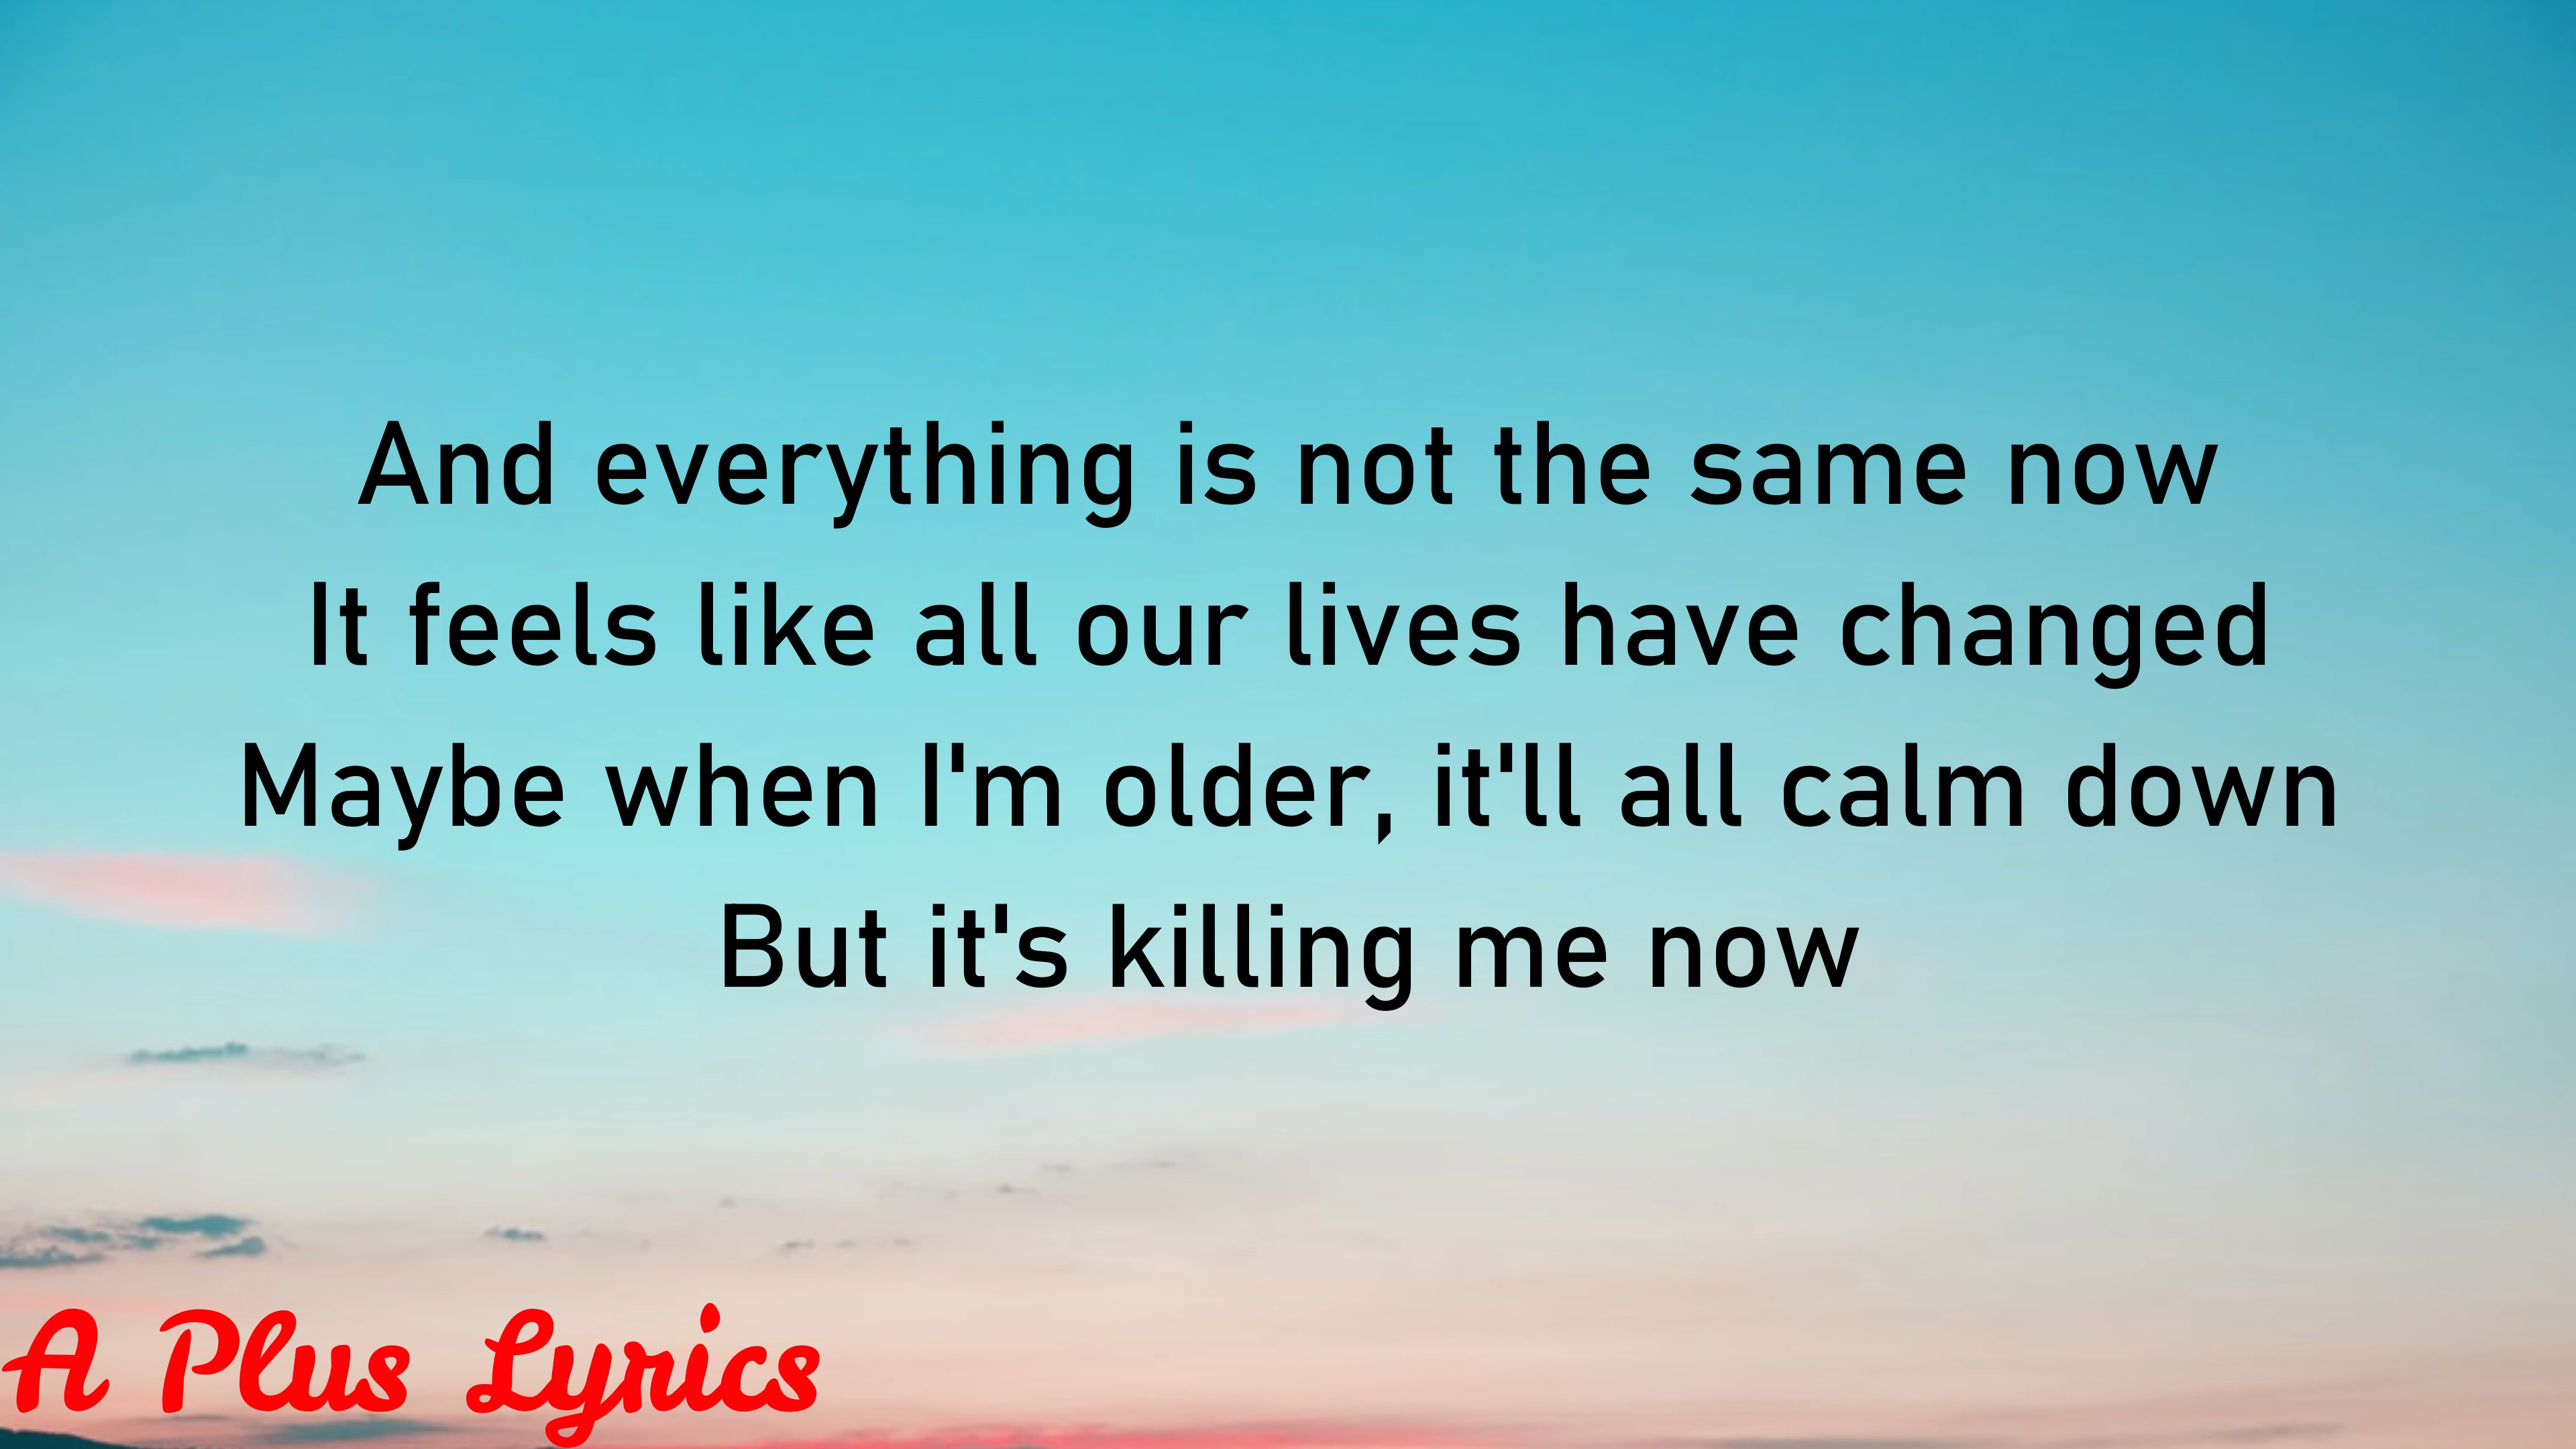 And everything is not the same now
It feels like all our lives have changed
Maybe when I'm older, it'll all calm down
But it's killing me now
A Plus Lyrics